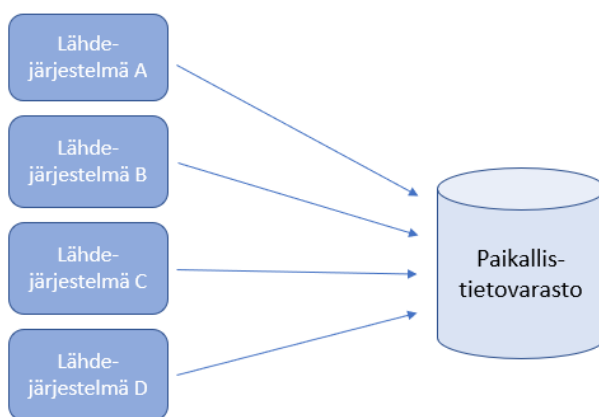 Lähde-
järjestelmä A
Lähde-
järjestelmä B
Lähde-
järjestelmä C
Lähde-
järjestelmä D
Paikallis-
tietovarasto